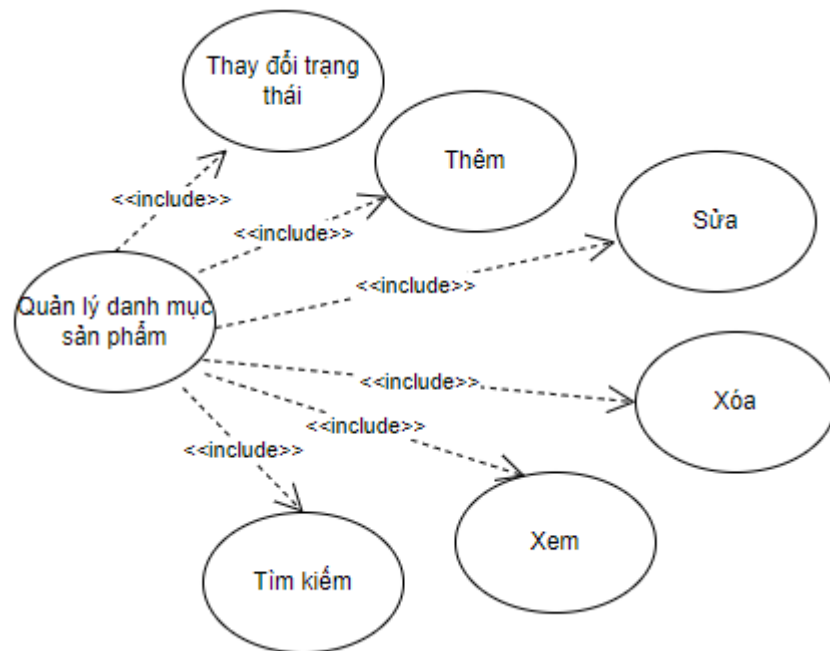 Thay đổi trạng
thái
Thêm
<<include>>
Sửa
<<include>>
<<include>>
Quản lý danh mục
sản phẩm
<<include>>
Xóa
<<include>>
<<include>>
Xem
Tìm kiếm